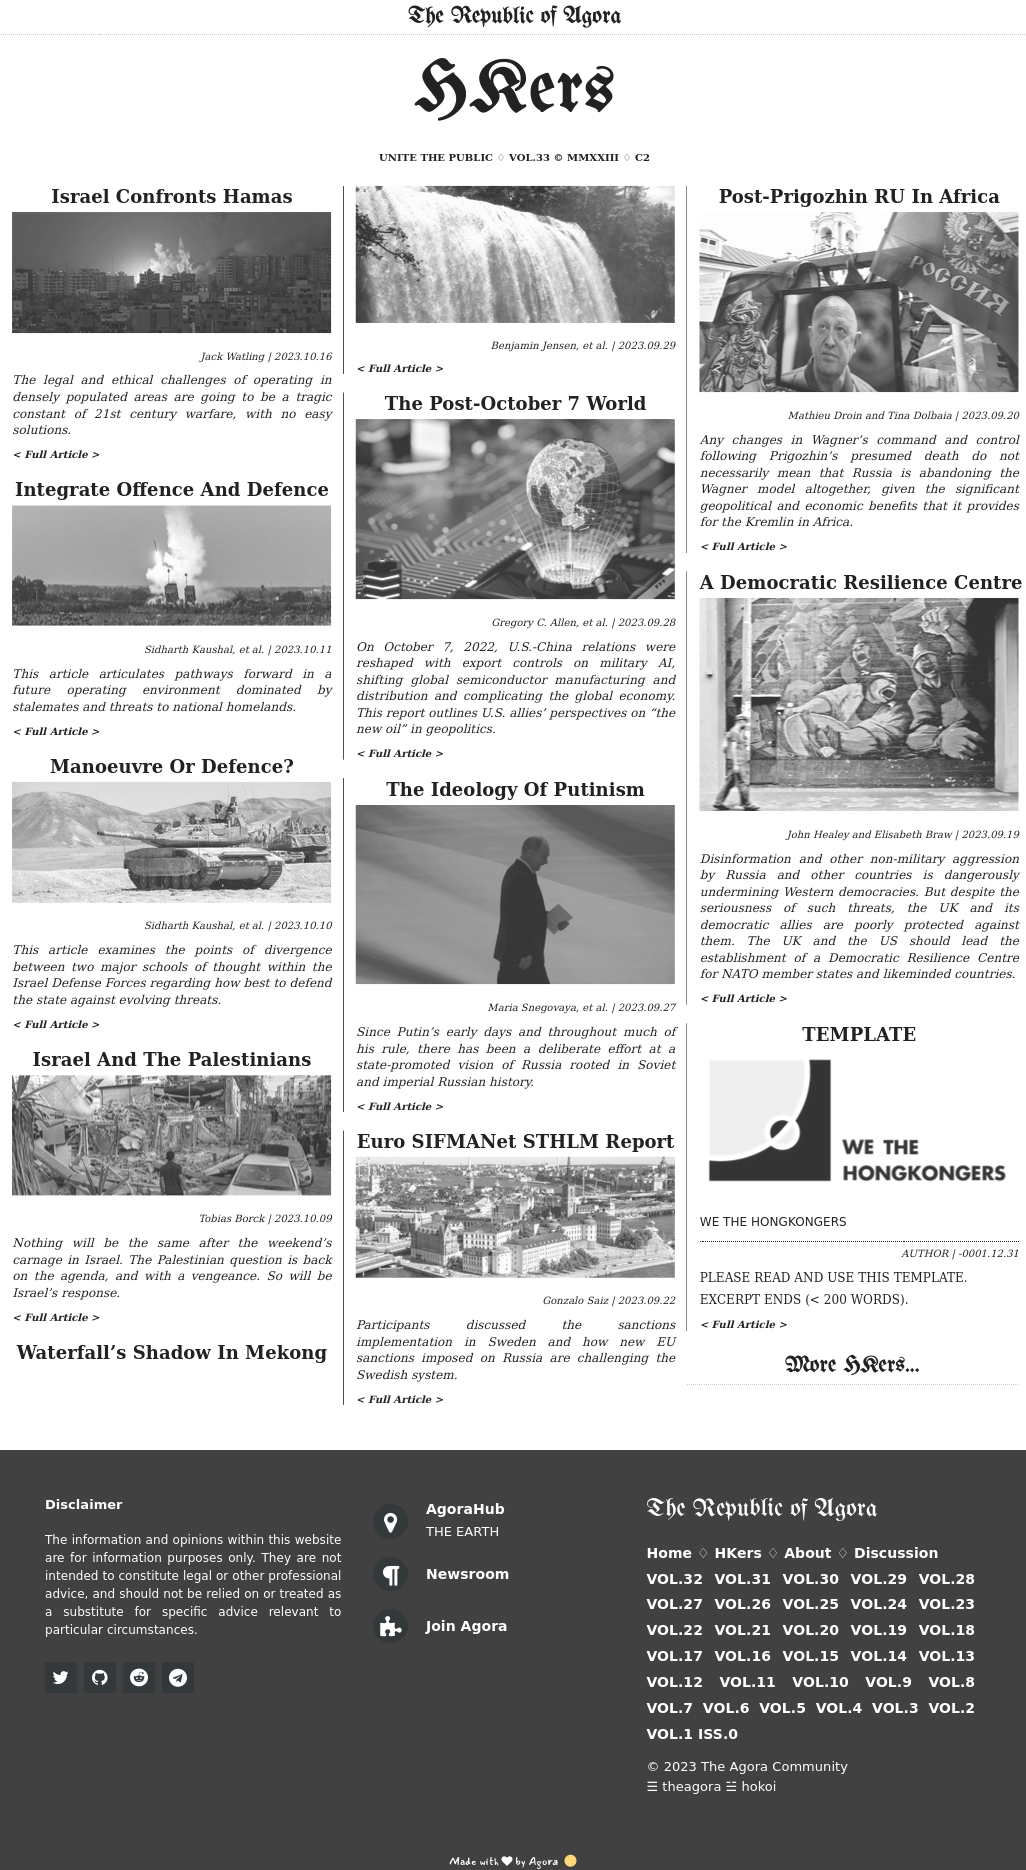 The Republic of Agora
HKers
UNITE THE PUBLIC ♢ VOL.33 © MMXXIII ♢ C2
Israel Confronts Hamas
Jack Watling | 2023.10.16
The legal and ethical challenges of operating in
densely populated areas are going to be a tragic
constant of 21st century warfare, with no easy
solutions.
< Full Article >
Integrate Offence And Defence
Sidharth Kaushal, et al. | 2023.10.11
This article articulates pathways forward in a
future operating environment dominated by
stalemates and threats to national homelands.
< Full Article >
Manoeuvre Or Defence?
Sidharth Kaushal, et al. | 2023.10.10
This article examines the points of divergence
between two major schools of thought within the
Israel Defense Forces regarding how best to defend
the state against evolving threats.
< Full Article >
Israel And The Palestinians
Tobias Borck | 2023.10.09
Nothing will be the same after the weekend’s
carnage in Israel. The Palestinian question is back
on the agenda, and with a vengeance. So will be
Israel’s response.
< Full Article >
Waterfall’s Shadow In Mekong
Benjamin Jensen, et al. | 2023.09.29
< Full Article >
The Post-October 7 World
Gregory C. Allen, et al. | 2023.09.28
On October 7, 2022, U.S.-China relations were
reshaped with export controls on military AI,
shifting global semiconductor manufacturing and
distribution and complicating the global economy.
This report outlines U.S. allies’ perspectives on “the
new oil” in geopolitics.
< Full Article >
The Ideology Of Putinism
Maria Snegovaya, et al. | 2023.09.27
Since Putin’s early days and throughout much of
his rule, there has been a deliberate effort at a
state-promoted vision of Russia rooted in Soviet
and imperial Russian history.
< Full Article >
Euro SIFMANet STHLM Report
Gonzalo Saiz | 2023.09.22
Participants discussed the sanctions
implementation in Sweden and how new EU
sanctions imposed on Russia are challenging the
Swedish system.
< Full Article >
Post-Prigozhin RU In Africa
РОССИЯ
Mathieu Droin and Tina Dolbaia | 2023.09.20
Any changes in Wagner’s command and control
following Prigozhin’s presumed death do not
necessarily mean that Russia is abandoning the
Wagner model altogether, given the significant
geopolitical and economic benefits that it provides
for the Kremlin in Africa.
< Full Article >
A Democratic Resilience Centre
John Healey and Elisabeth Braw | 2023.09.19
Disinformation and other non-military aggression
by Russia and other countries is dangerously
undermining Western democracies. But despite the
seriousness of such threats, the UK and its
democratic allies are poorly protected against
them. The UK and the US should lead the
establishment of a Democratic Resilience Centre
for NATO member states and likeminded countries.
< Full Article >
TEMPLATE
WE THE
HONGKONGERS
WE THE HONGKONGERS
AUTHOR | -0001.12.31
PLEASE READ AND USE THIS TEMPLATE.
EXCERPT ENDS (< 200 WORDS).
< Full Article >
More HKers...
Disclaimer
The information and opinions within this website
are for information purposes only. They are not
intended to constitute legal or other professional
advice, and should not be relied on or treated as
a substitute for specific advice relevant to
particular circumstances.
AgoraHub
THE EARTH
Newsroom
Join Agora
The Republic of Agora
Home ♢ HKers ♢ About ♢ Discussion
VOL.32 VOL.31 VOL.30 VOL.29 VOL.28
VOL.27 VOL.26 VOL.25 VOL.24 VOL.23
VOL.22 VOL.21 VOL.20 VOL.19 VOL.18
VOL.17 VOL.16 VOL.15 VOL.14 VOL.13
VOL.12 VOL.11 VOL.10 VOL.9 VOL.8
VOL.7 VOL.6 VOL.5 VOL.4 VOL.3 VOL.2
VOL.1 ISS.0
© 2023 The Agora Community
☰ theagora ☱ hokoi
Made with ♥ by Agora